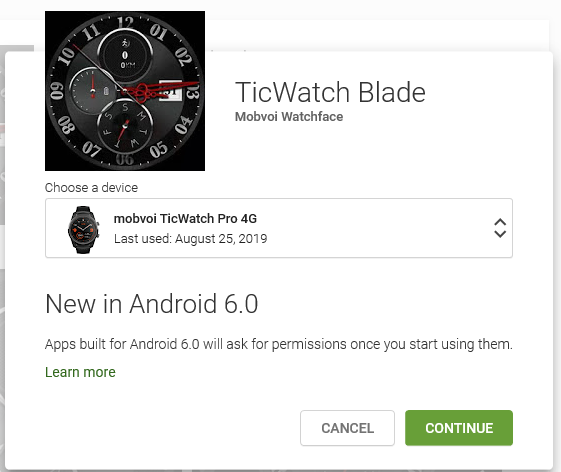 12
01
02
03
04
05
06
07
08
09
10
11
0
0KM
TicWatch Blade
Mobvoi Watchface
Choose a device
mobvoi TicWatch Pro 4G
Last used: August 25, 2019
New in Android 6.0
Apps built for Android 6.0 will ask for permissions once you start using them.
Learn more
CANCEL
CONTINUE